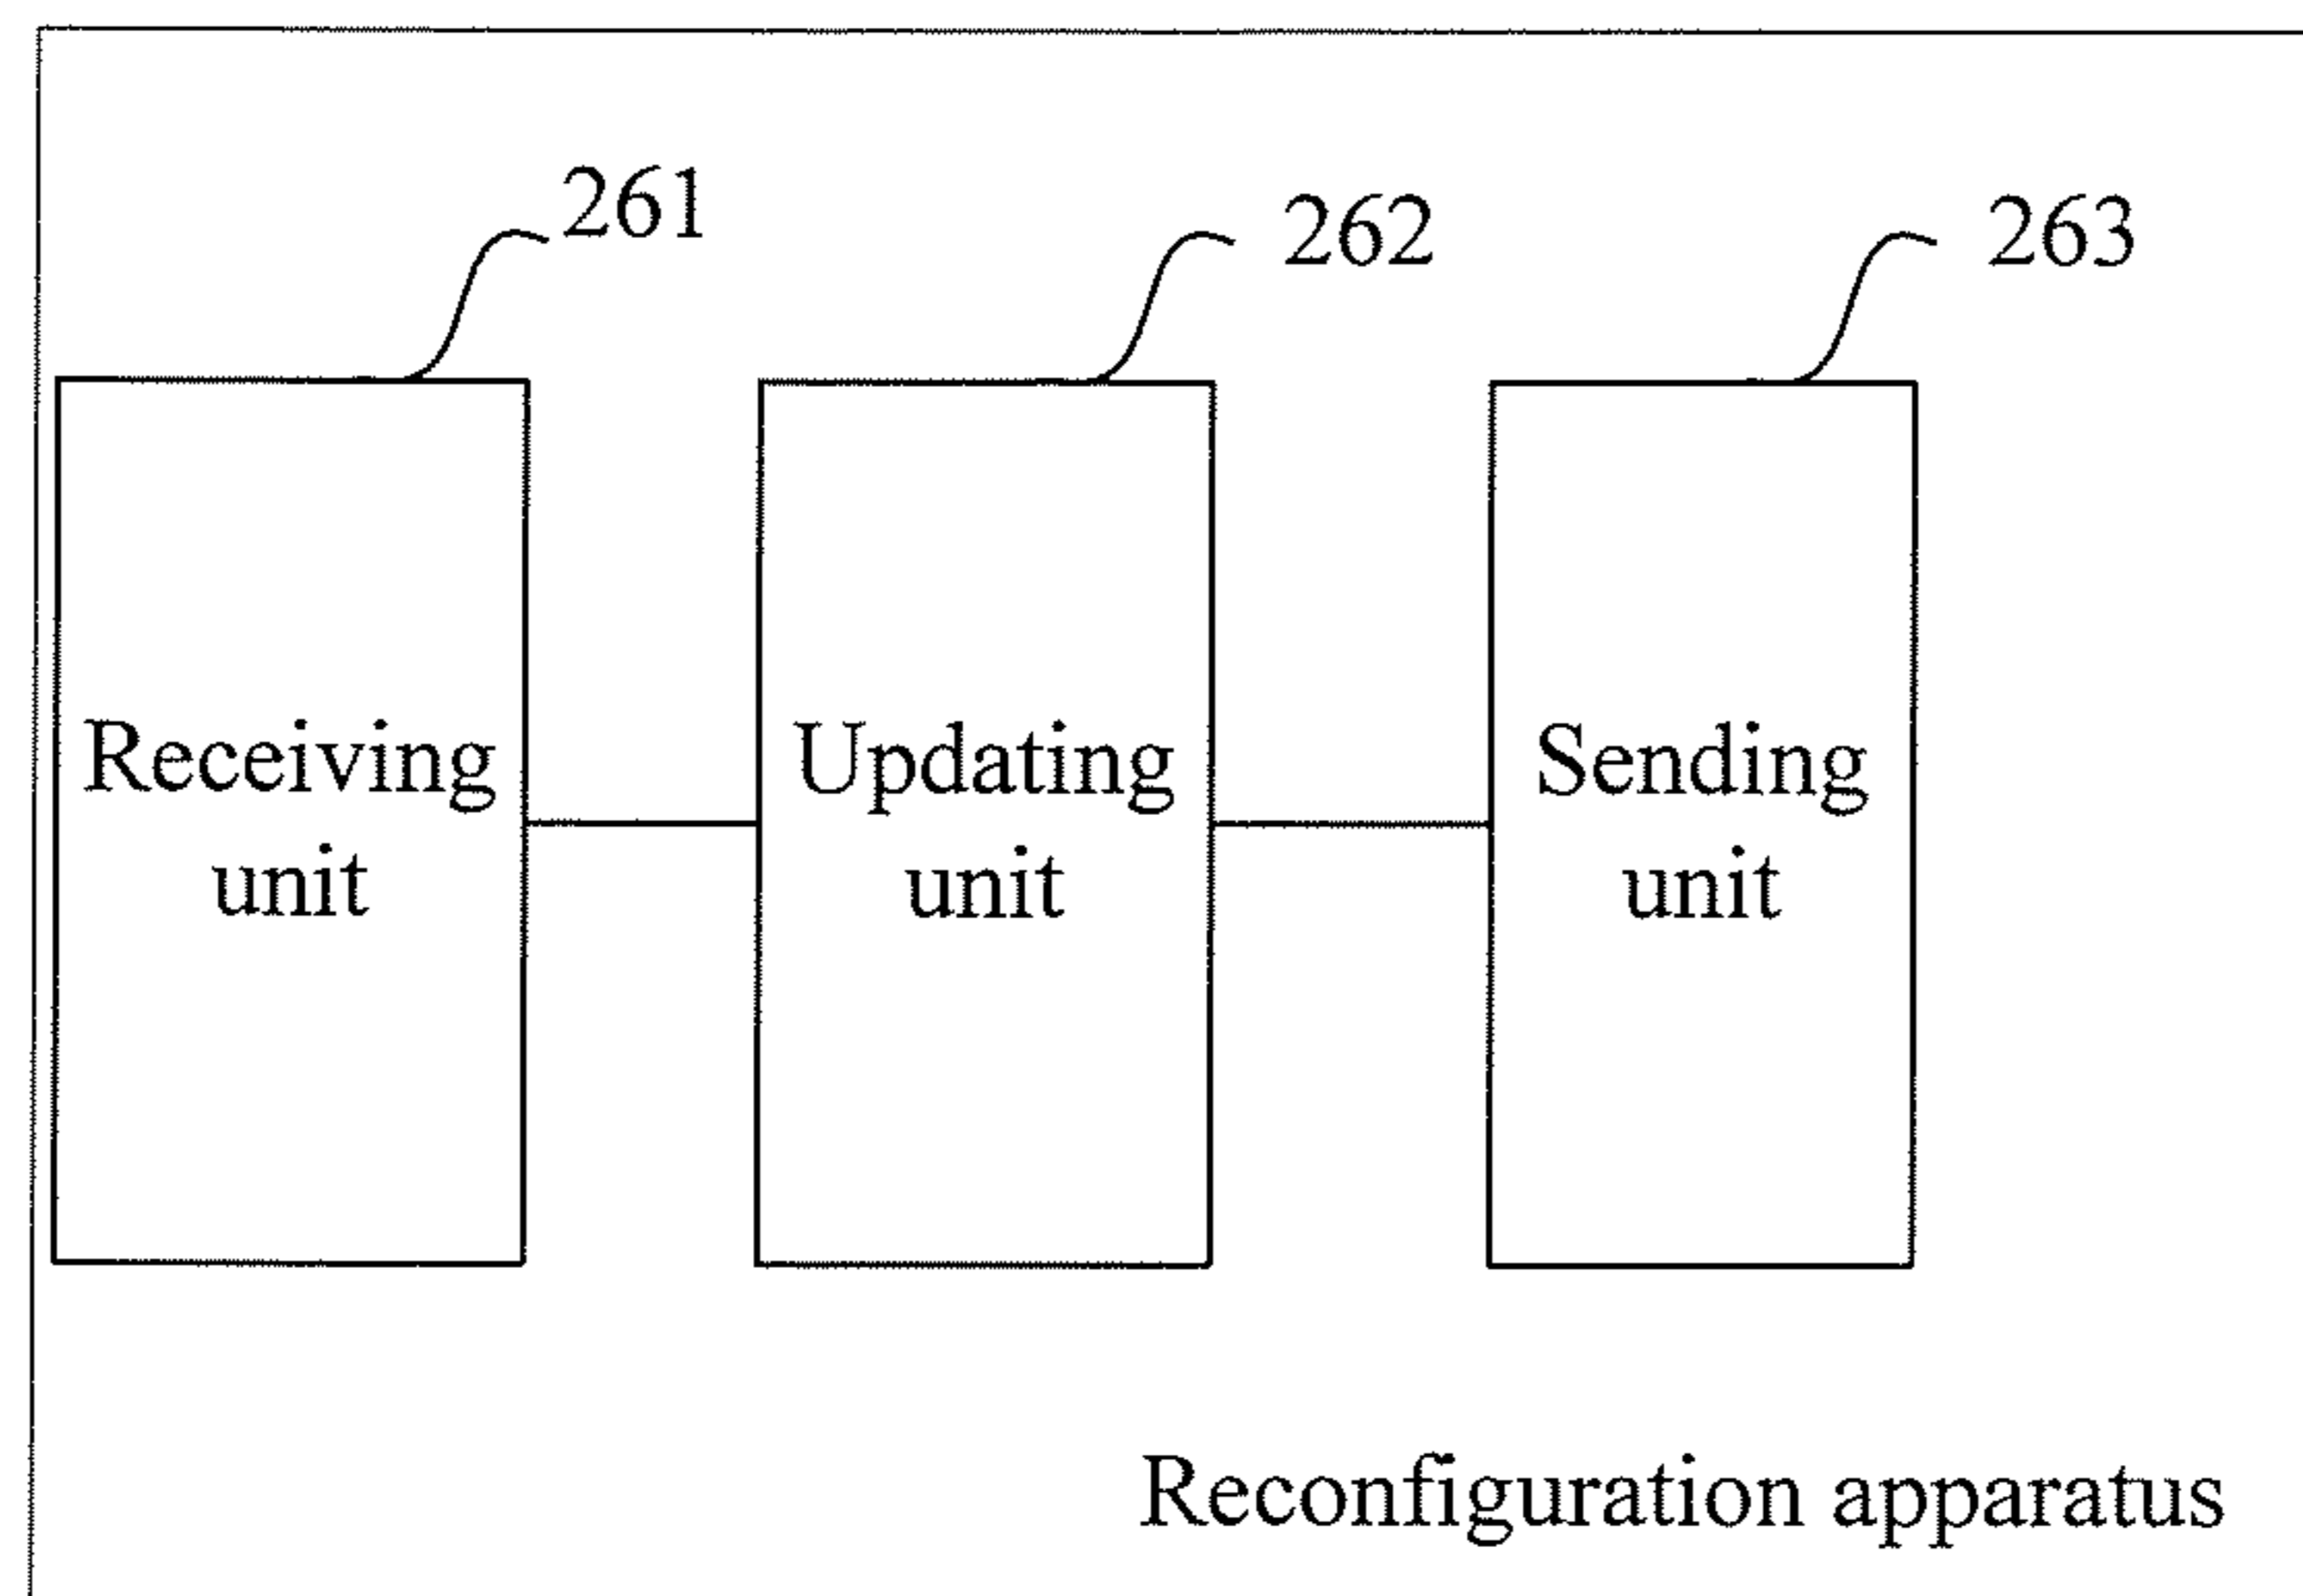 261
262
263
Receiving
unit
Updating
unit
Sending
unit
Reconfiguration apparatus